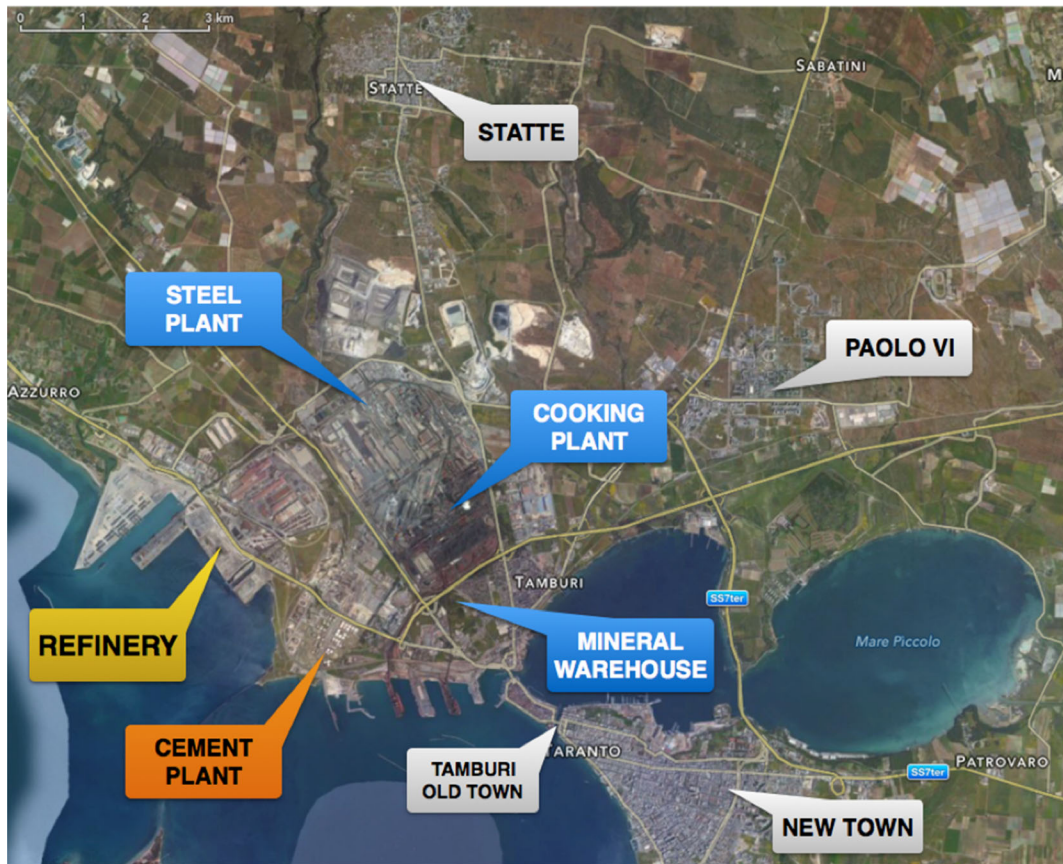 0 1 2 3 km
SABATINI
M
STATTE
STATTE
STEEL
PLANT
PAOLO VI
AZZURRO
COOKING
PLANT
TAMBURI
SS7ter
REFINERY
MINERAL
WAREHOUSE
Mare Piccolo
CEMENT
PLANT
TARANTO
TAMBURI
OLD TOWN
PATROVARO
SS7ter
NEW TOWN